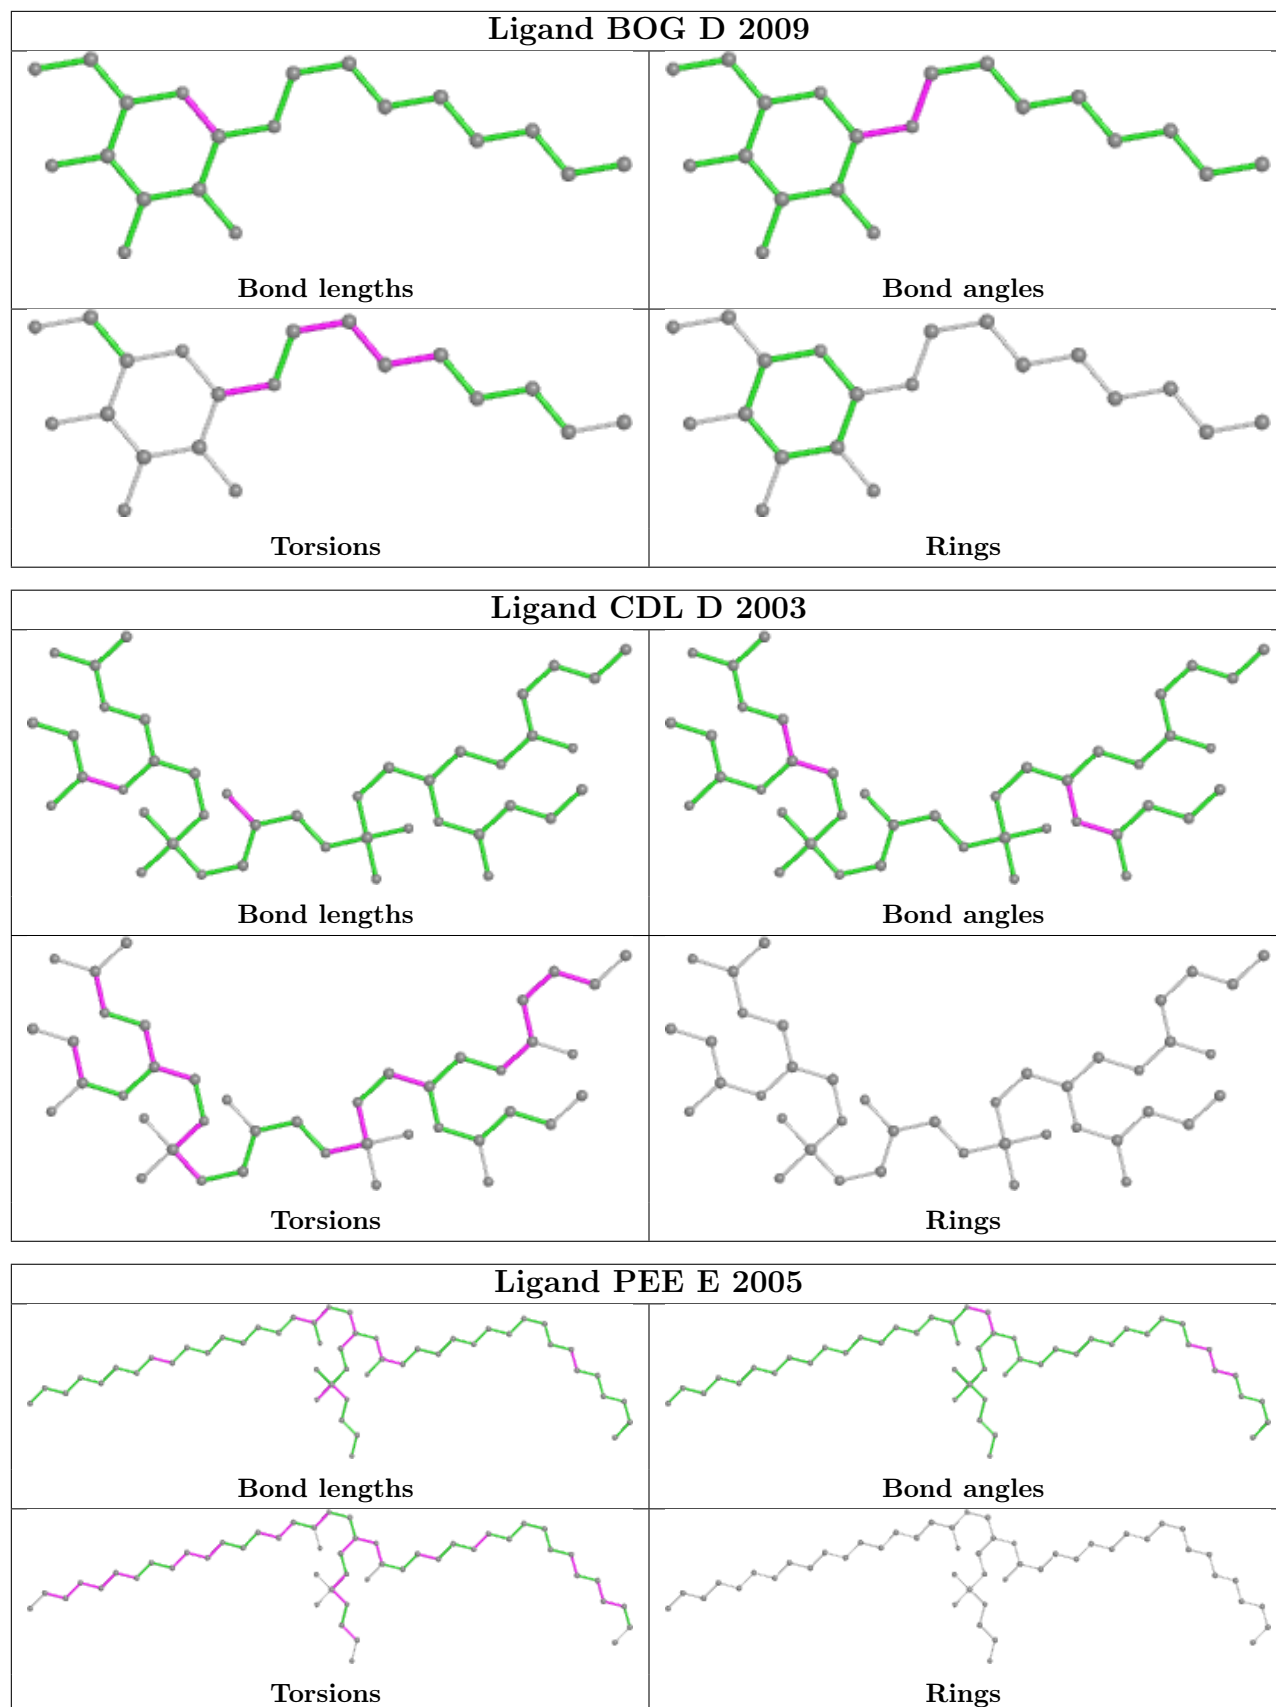 Ligand BOG D 2009
Bond lengths
Bond angles
Torsions
Rings
Ligand CDL D 2003
Bond lengths
Bond angles
Torsions
Rings
Ligand PEE E 2005
Bond lengths
Bond angles
Torsions
Rings